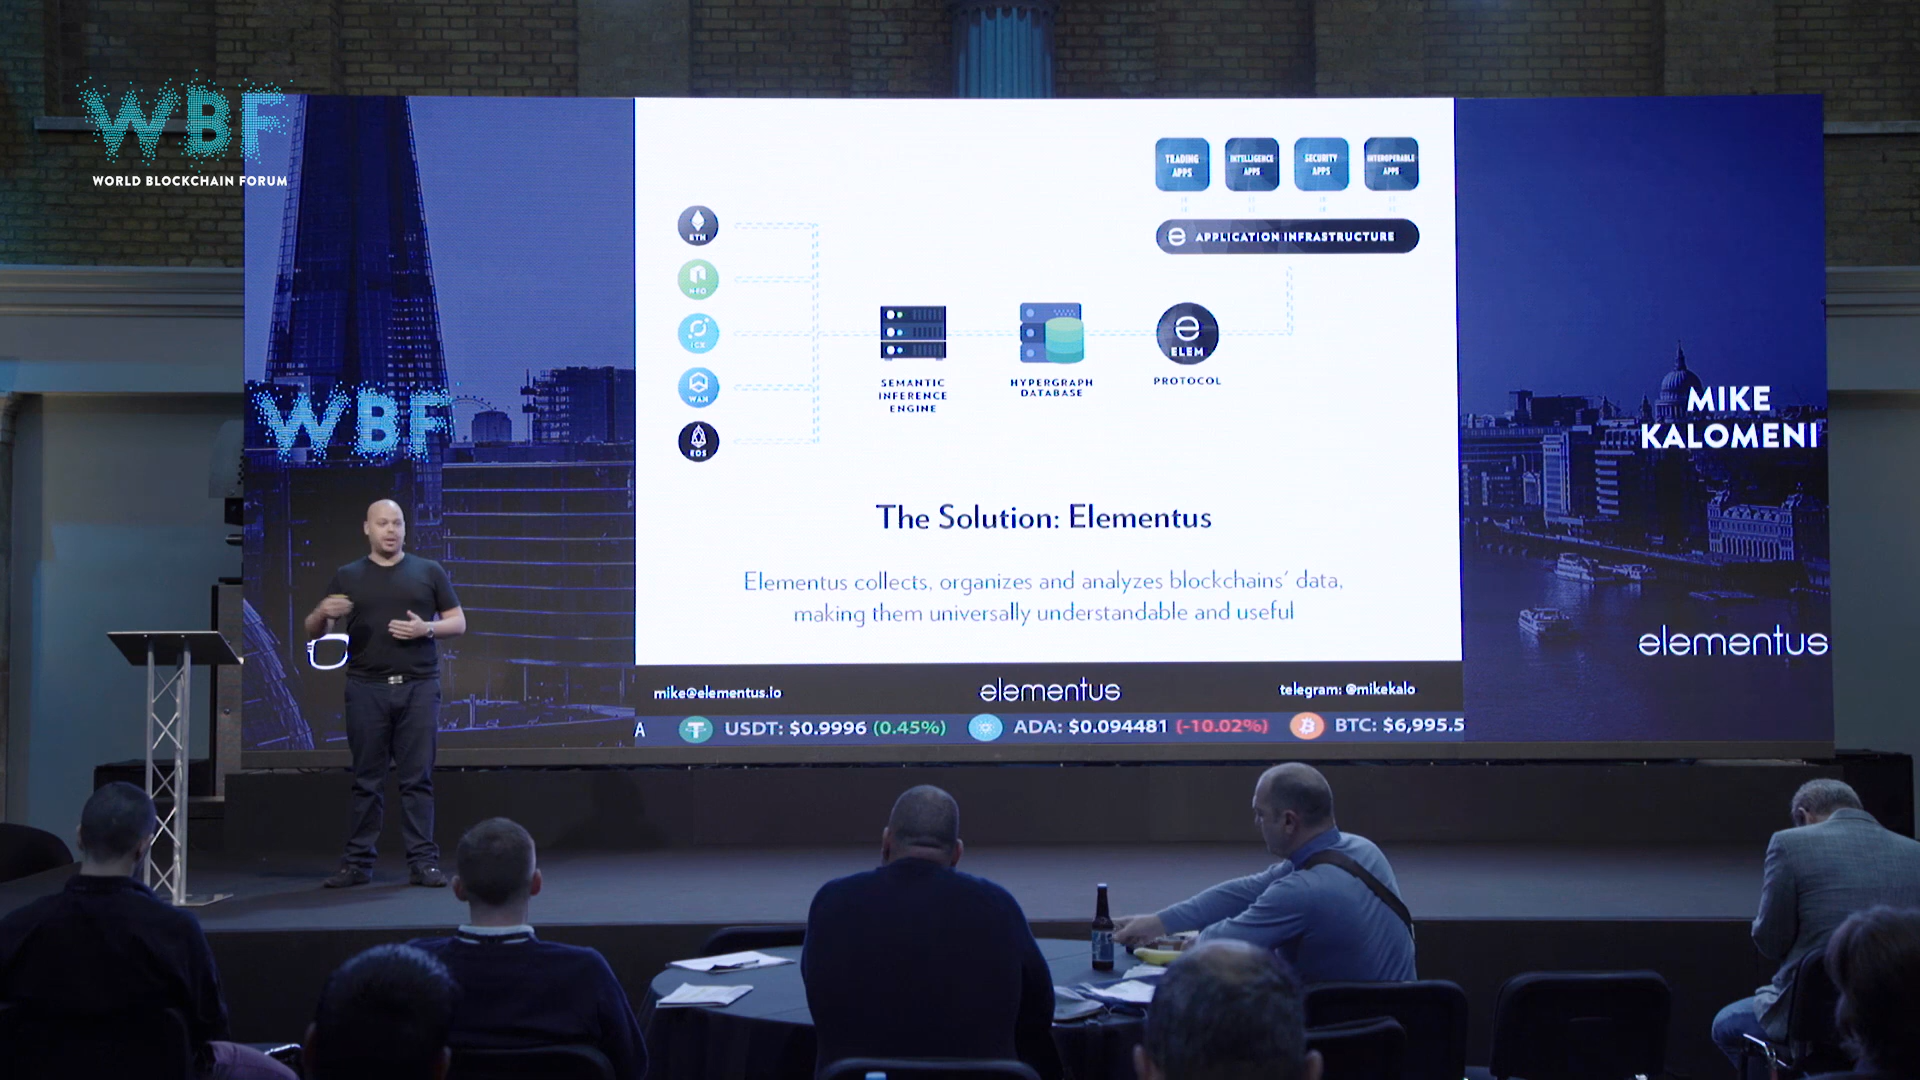 WBF
WORLD BLOCKCHAIN FORUM
WBF
TRADING
APPS
INTELLIGENCE
APPS
SECURITY
APPS
INTEROPERABLE
APPS
APPLICATION INFRASTRUCTURE
ETH
NEO
ICX
WAN
EOS
SEMANTIC
INFERENCE
ENGINE
HYPERGRAPH
DATABASE
ELEM
PROTOCOL
The Solution: Elementus
Elementus collects, organizes and analyzes blockchains' data,
making them universally understandable and useful
mike@elementus.io
elementus
telegram: @mikekalo
A USDT: $0.9996 (0.45%) ADA: $0.094481 (-10.02%) BTC: $6,995.5
MIKE
KALOMENI
elementus